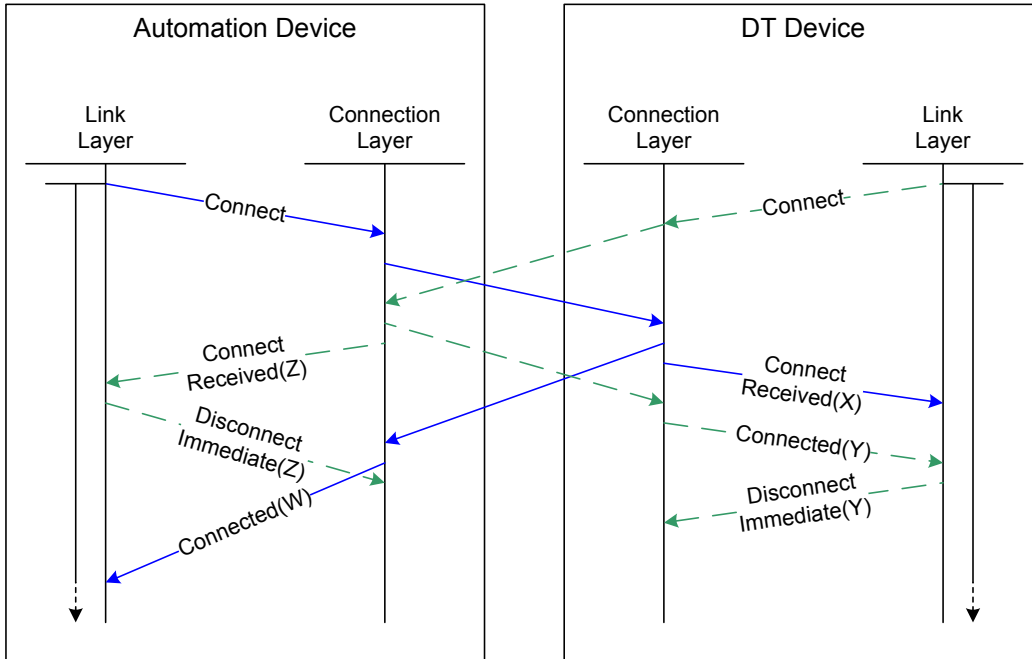 Automation Device
DT Device
Link
Layer
Connection
Layer
Connection
Layer
Link
Layer
Connect
Connect
Connect
Received(Z)
Connect
Received(X)
Disconnect
Immediate(Z)
Connected(Y)
Connected(W)
Disconnect
Immediate(Y)